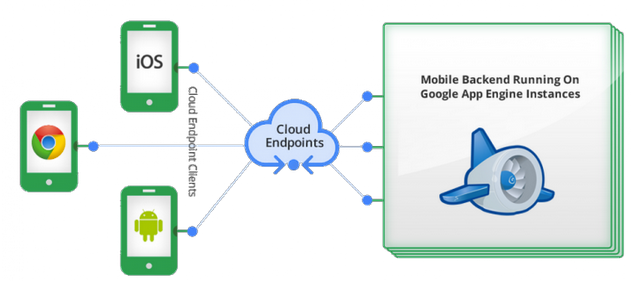 iOS
Cloud Endpoint Clients
Cloud
Endpoints
Mobile Backend Running On
Google App Engine Instances